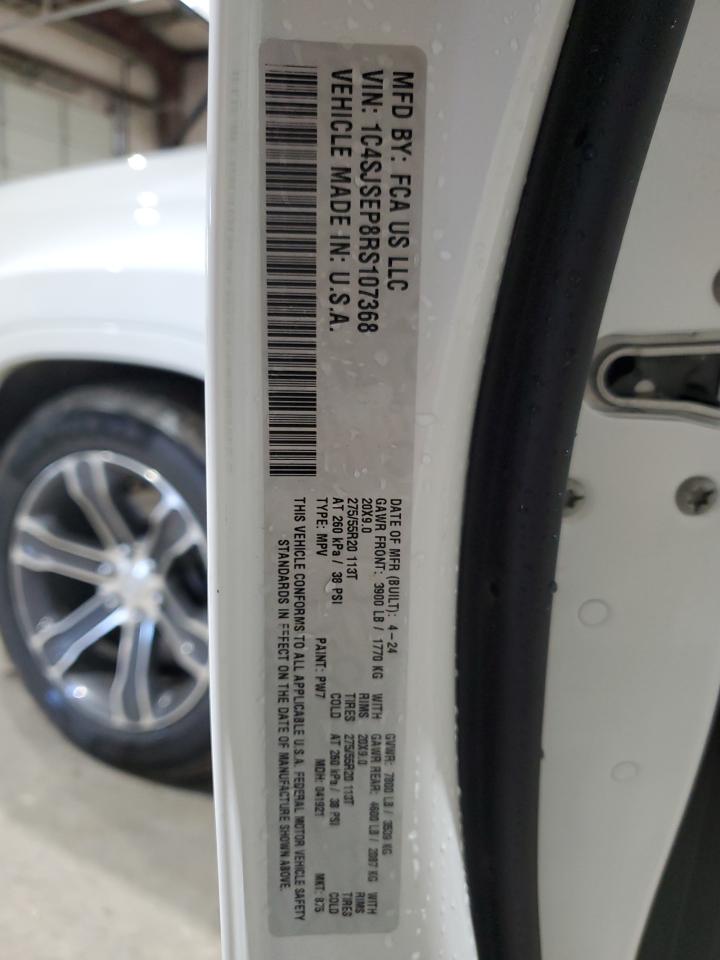 MFD BY: FCA US LLC
VIN: 1C4SJSEP8RS107368
VEHICLE MADE IN: U.S.A.
DATE OF MFR (BUILT): 4-24 GVWR: 7800 LB / 3539 KG
GAWR FRONT: 3900 LB / 1770 KG WITH GAWR REAR: 4600 LB / 2087 KG WITH
20X9.0 RIMS 20X9.0 RIMS
275/55R20 113T TIRES 275/55R20 113T TIRES
AT 260 kPa / 38 PSI COLD AT 260 kPa / 38 PSI COLD
TYPE: MPV PAINT: PW7 MDH: 041921 MKT: 875
THIS VEHICLE CONFORMS TO ALL APPLICABLE U.S.A. FEDERAL MOTOR VEHICLE SAFETY
STANDARDS IN EFFECT ON THE DATE OF MANUFACTURE SHOWN ABOVE.